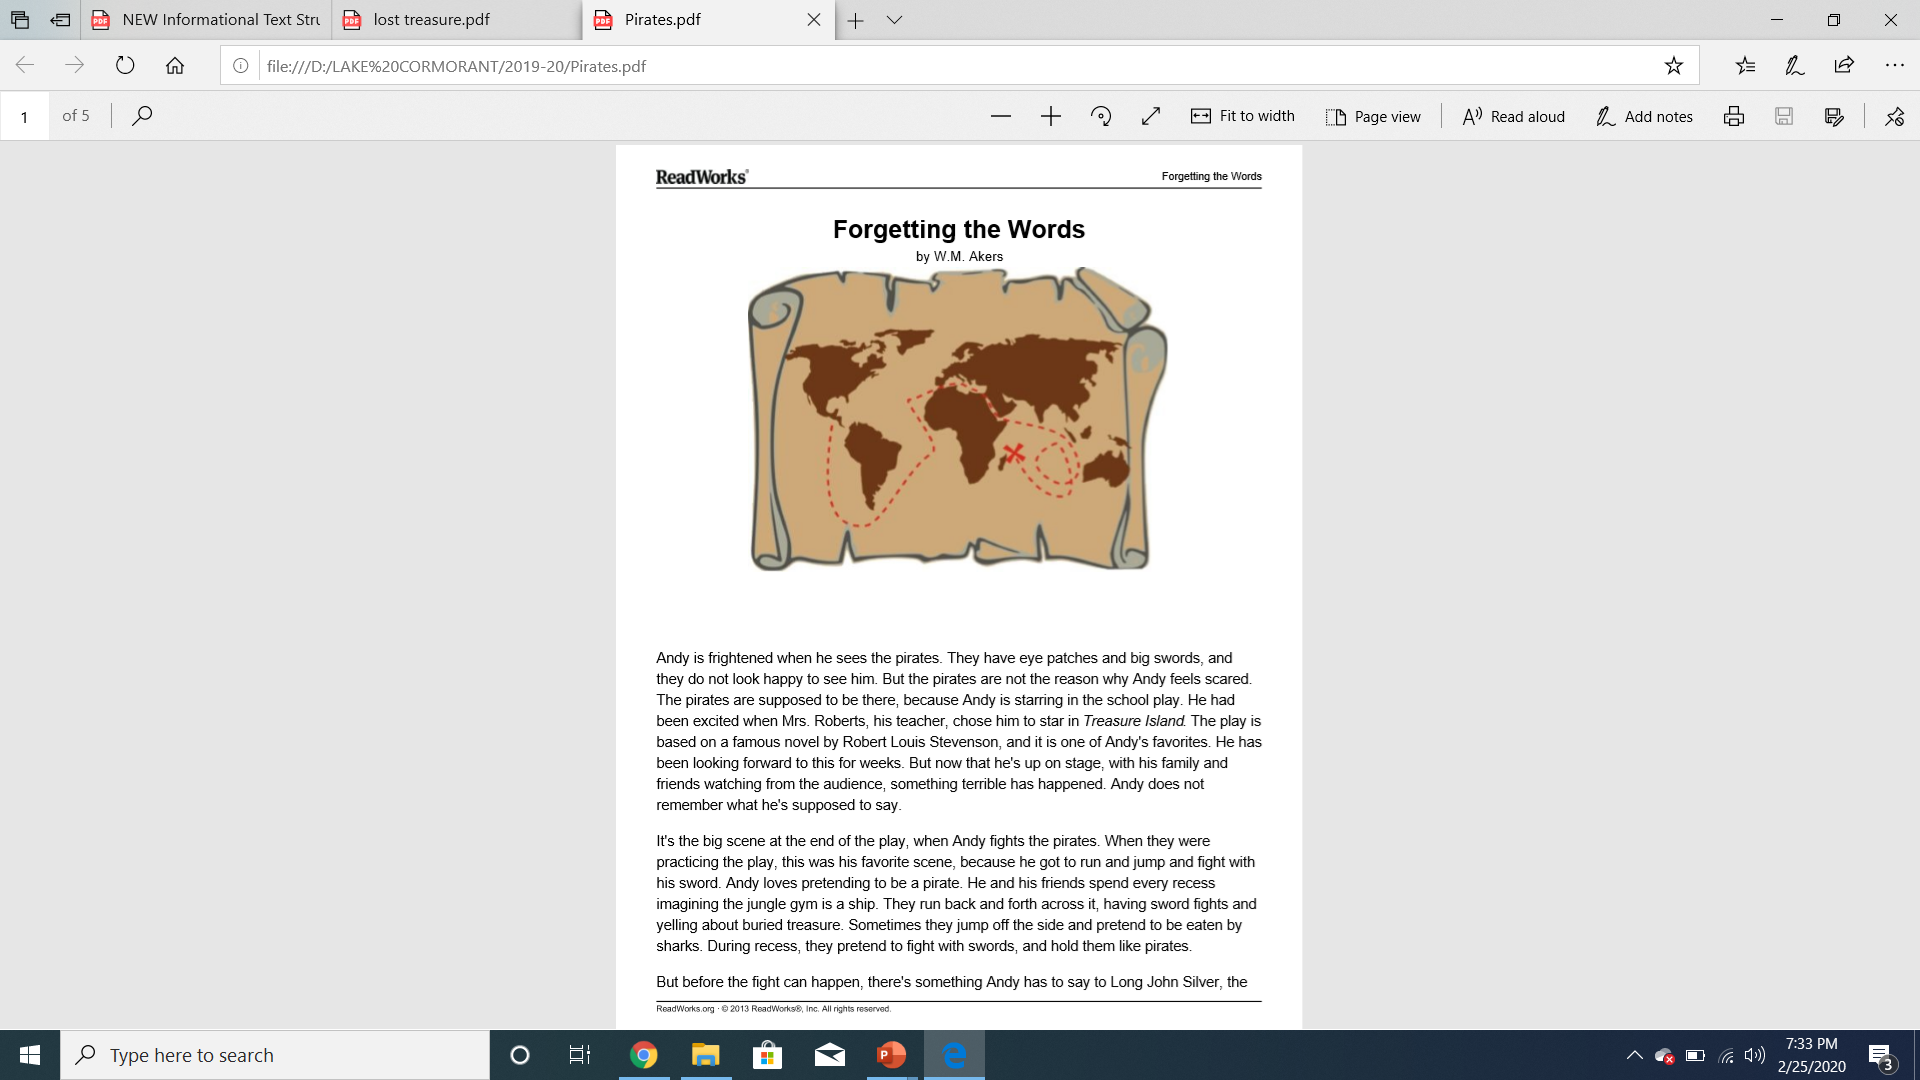 NEW Informational Text Stru
lost treasure.pdf
Pirates.pdf
file:///D:/LAKE%20CORMORANT/2019-20/Pirates.pdf
1 of 5
Fit to width
Page view
Read aloud
Add notes
ReadWorks®
Forgetting the Words
Forgetting the Words
by W.M. Akers
Andy is frightened when he sees the pirates. They have eye patches and big swords, and
they do not look happy to see him. But the pirates are not the reason why Andy feels scared.
The pirates are supposed to be there, because Andy is starring in the school play. He had
been excited when Mrs. Roberts, his teacher, chose him to star in Treasure Island. The play is
based on a famous novel by Robert Louis Stevenson, and it is one of Andy's favorites. He has
been looking forward to this for weeks. But now that he's up on stage, with his family and
friends watching from the audience, something terrible has happened. Andy does not
remember what he's supposed to say.
It's the big scene at the end of the play, when Andy fights the pirates. When they were
practicing the play, this was his favorite scene, because he got to run and jump and fight with
his sword. Andy loves pretending to be a pirate. He and his friends spend every recess
imagining the jungle gym is a ship. They run back and forth across it, having sword fights and
yelling about buried treasure. Sometimes they jump off the side and pretend to be eaten by
sharks. During recess, they pretend to fight with swords, and hold them like pirates.
But before the fight can happen, there's something Andy has to say to Long John Silver, the
ReadWorks.org · © 2013 ReadWorks®, Inc. All rights reserved.
Type here to search
7:33 PM
2/25/2020
3